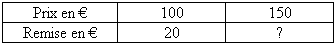 Prix en € 100 150
Remise en € 20 ?